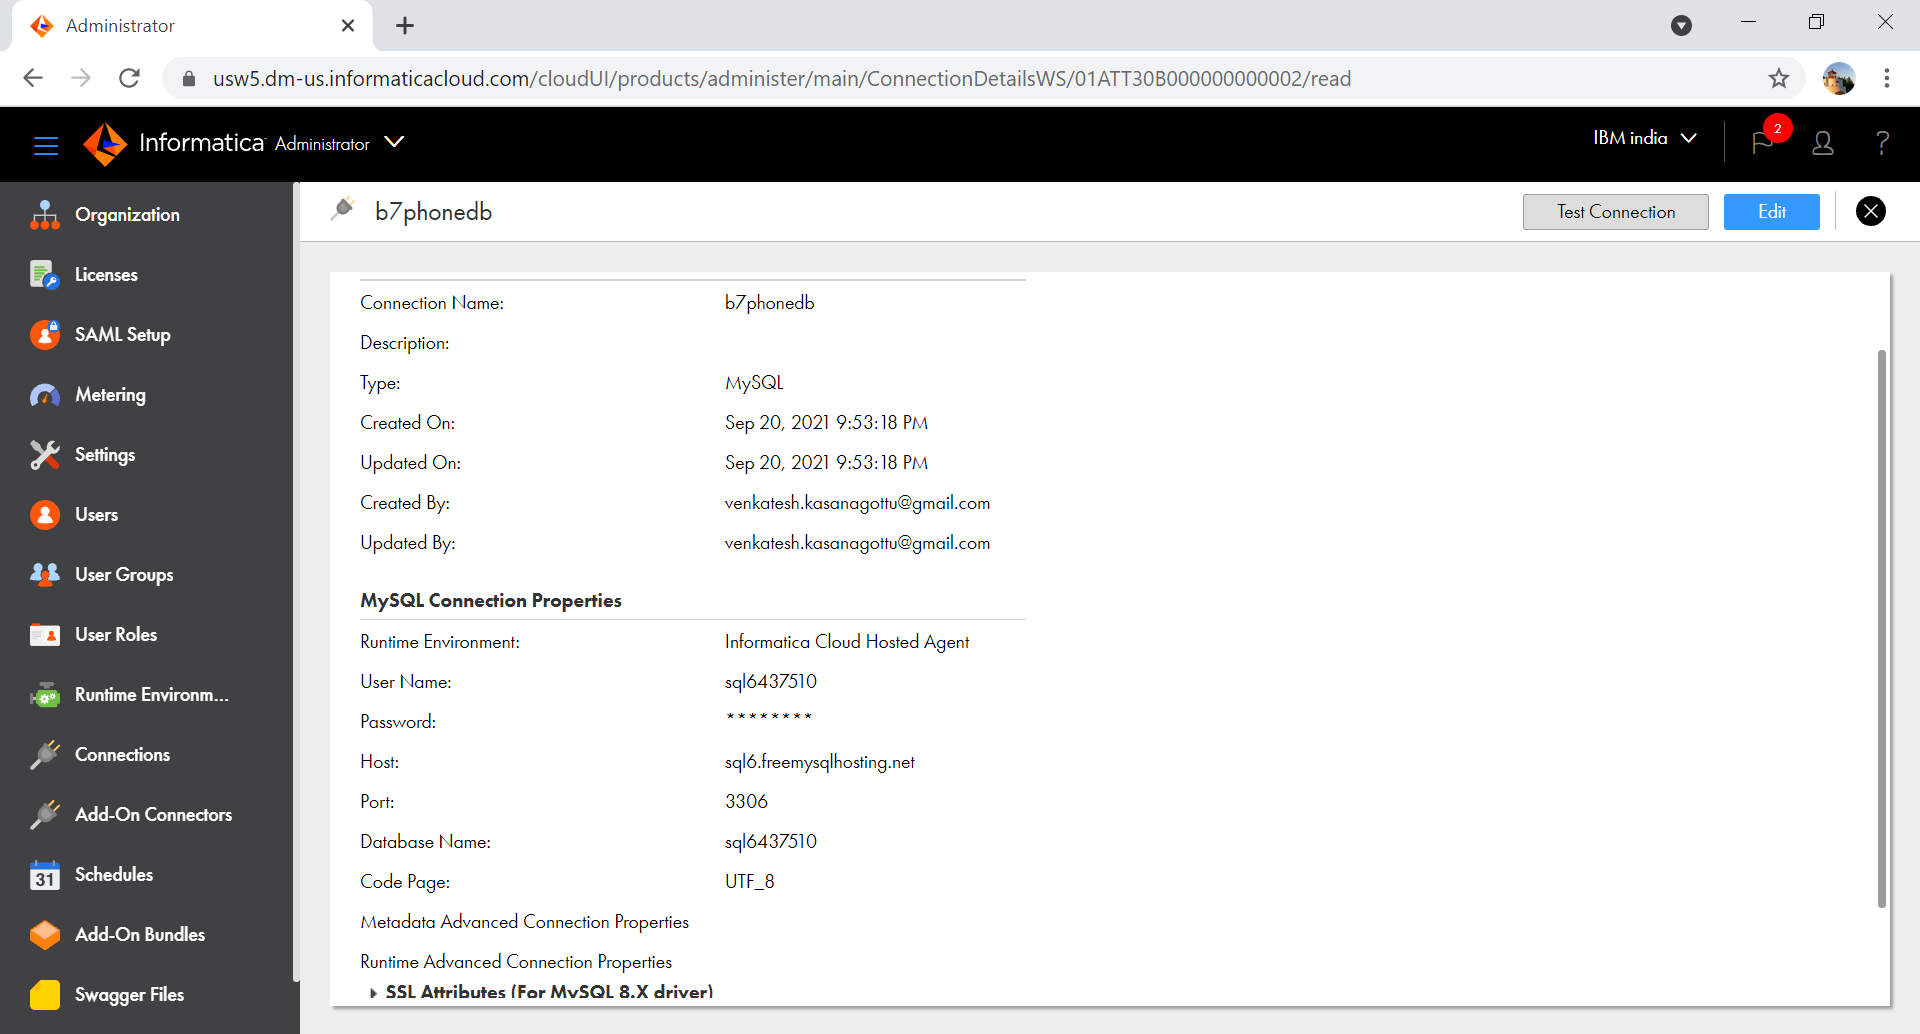 Administrator
usw5.dm-us.informaticacloud.com/cloudUI/products/administer/main/ConnectionDetailsWS/01ATT30B000000000002/read
Informatica Administrator
IBM india
2
?
Organization
Licenses
SAML Setup
Metering
Settings
Users
User Groups
User Roles
Runtime Environm...
Connections
Add-On Connectors
31
Schedules
Add-On Bundles
Swagger Files
b7phonedb
Test Connection
Edit
Connection Name: b7phonedb
Description:
Type: MySQL
Created On: Sep 20, 2021 9:53:18 PM
Updated On: Sep 20, 2021 9:53:18 PM
Created By: venkatesh.kasanagottu@gmail.com
Updated By: venkatesh.kasanagottu@gmail.com
MySQL Connection Properties
Runtime Environment: Informatica Cloud Hosted Agent
User Name: sql6437510
Password: ********
Host: sql6.freemysqlhosting.net
Port: 3306
Database Name: sql6437510
Code Page: UTF_8
Metadata Advanced Connection Properties
Runtime Advanced Connection Properties
SSL Attributes (For MySQL 8.X driver)